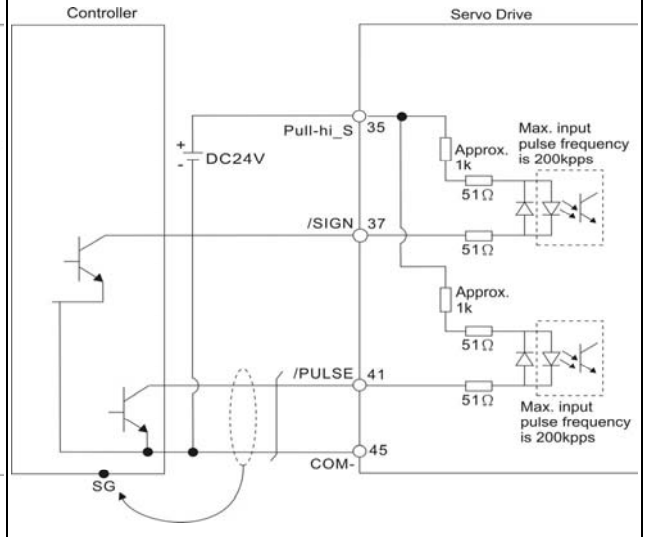 Controller
Servo Drive
Pull-hi_S
35
Max. input
pulse frequency
is 200kpps
+
-
DC24V
Approx.
1k
51Ω
/SIGN
37
51Ω
Approx.
1k
51Ω
/PULSE
41
51Ω
Max. input
pulse frequency
is 200kpps
45
COM-
SG